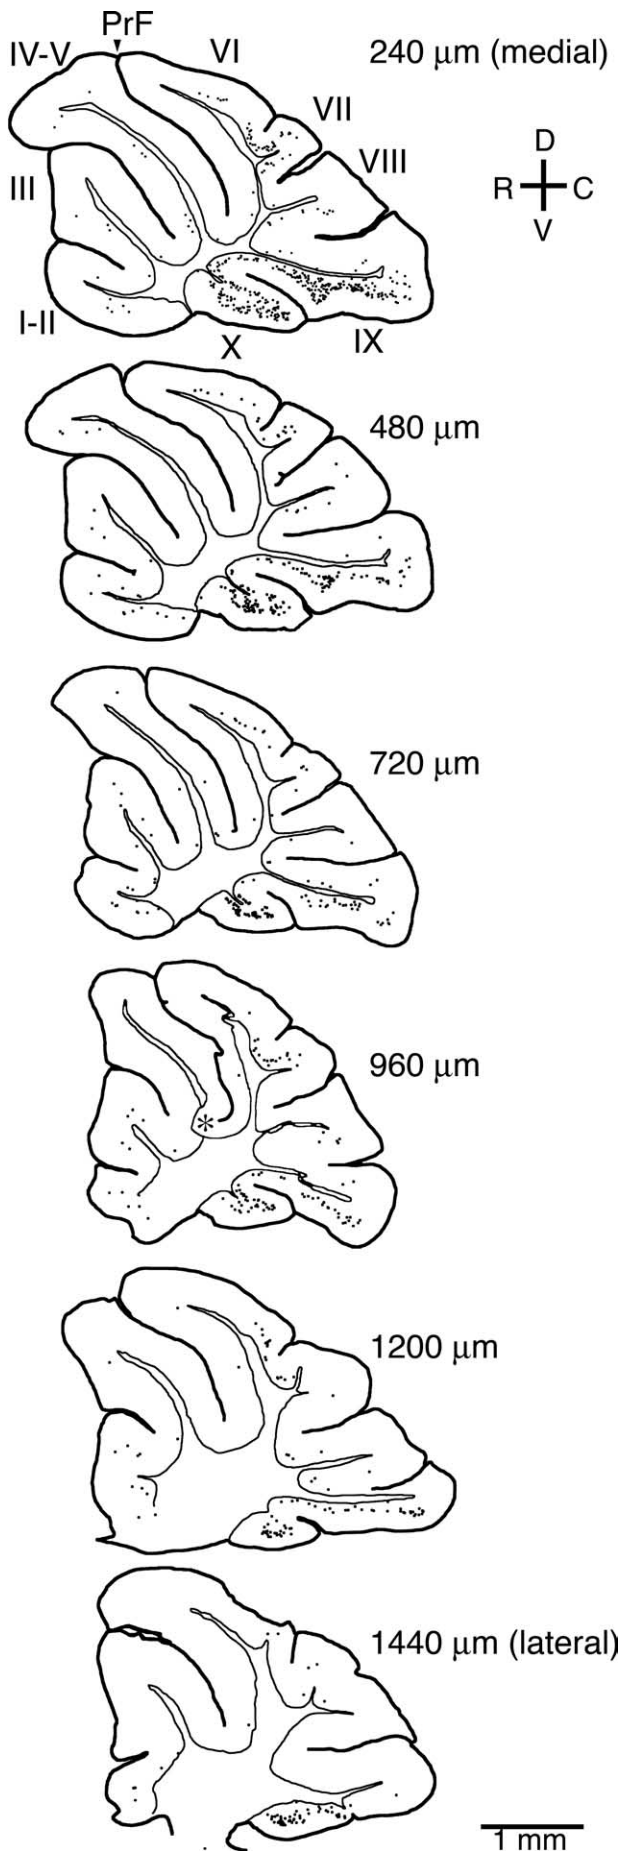 PrF
IV-V
VI
240 μm (medial)
VII
D
VIII
R
C
III
V
I-II
X
IX
480 μm
720 μm
960 μm
*
1200 μm
1440 μm (lateral)
1 mm